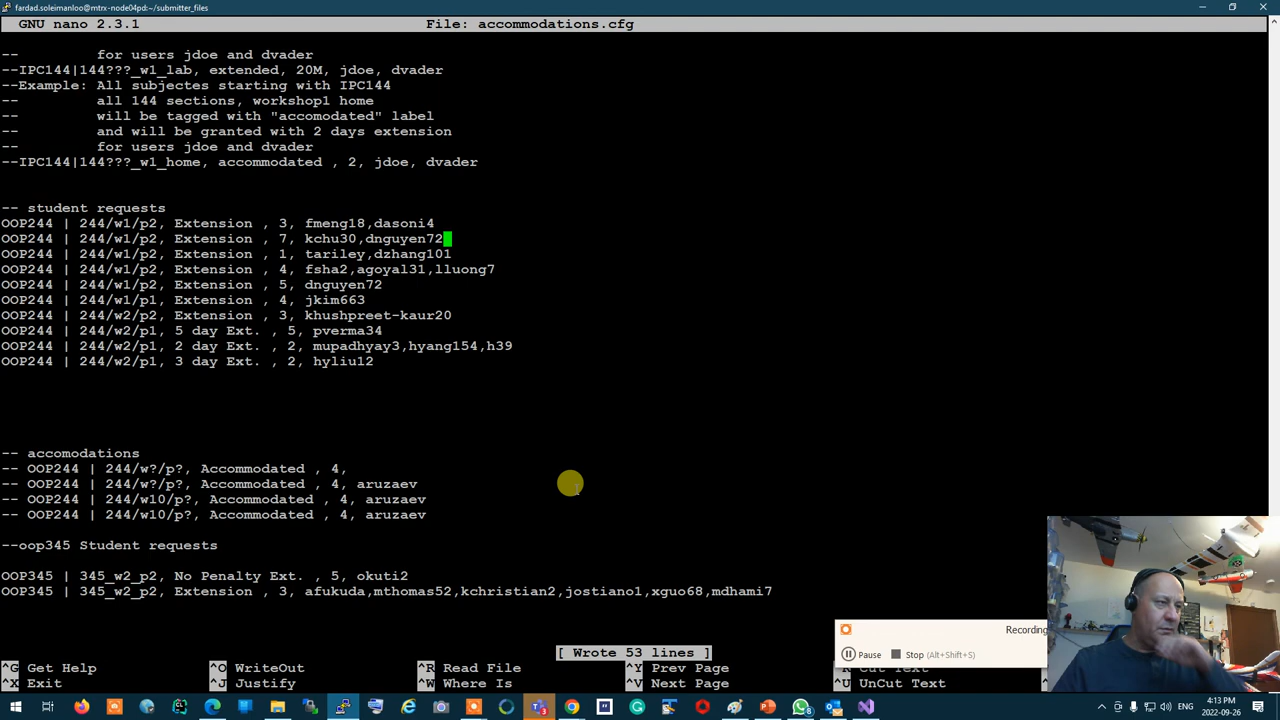 fardad.soleimanloo@mtrx-node04pd:~/submitter_files
GNU nano 2.3.1 File: accommodations.cfg
-- for users jdoe and dvader
--IPC144|144???_w1_lab, extended, 20M, jdoe, dvader
--Example: All subjectes starting with IPC144
-- all 144 sections, workshop1 home
-- will be tagged with "accomodated" label
-- and will be granted with 2 days extension
-- for users jdoe and dvader
--IPC144|144???_w1_home, accommodated , 2, jdoe, dvader
-- student requests
OOP244 | 244/w1/p2, Extension , 3, fmeng18,dasoni4
OOP244 | 244/w1/p2, Extension , 7, kchu30,dnguyen72
OOP244 | 244/w1/p2, Extension , 1, tariley,dzhang101
OOP244 | 244/w1/p2, Extension , 4, fsha2,agoyal31,lluong7
OOP244 | 244/w1/p2, Extension , 5, dnguyen72
OOP244 | 244/w1/p1, Extension , 4, jkim663
OOP244 | 244/w2/p2, Extension , 3, khushpreet-kaur20
OOP244 | 244/w2/p1, 5 day Ext. , 5, pverma34
OOP244 | 244/w2/p1, 2 day Ext. , 2, mupadhyay3,hyang154,h39
OOP244 | 244/w2/p1, 3 day Ext. , 2, hyliu12
-- accomodations
-- OOP244 | 244/w?/p?, Accommodated , 4,
-- OOP244 | 244/w?/p?, Accommodated , 4, aruzaev
-- OOP244 | 244/w10/p?, Accommodated , 4, aruzaev
-- OOP244 | 244/w10/p?, Accommodated , 4, aruzaev
--oop345 Student requests
OOP345 | 345_w2_p2, No Penalty Ext. , 5, okuti2
OOP345 | 345_w2_p2, Extension , 3, afukuda,mthomas52,kchristian2,jostiano1,xguo68,mdhami7
Recording
Pause Stop (Alt+Shift+S)
[ Wrote 53 lines ]
^G Get Help ^O WriteOut ^R Read File ^Y Prev Page ^K Cut Text
^X Exit ^J Justify ^W Where Is ^V Next Page ^U UnCut Text
ENG 4:13 PM 2022-09-26